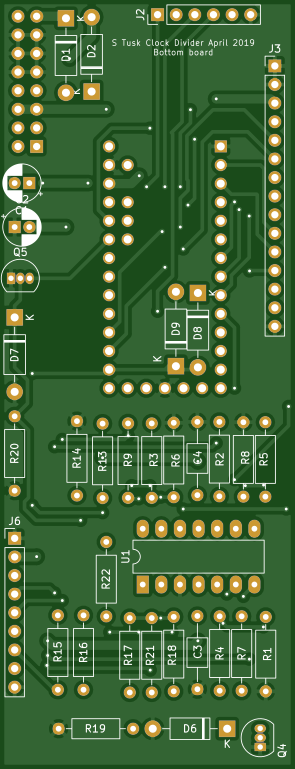 J2
K
K
D1
D2
S Tusk Clock Divider April 2019
Bottom board
J3
C2
+
+
Q5
K
D7
K
D9
D8
K
R20
R14
R13
R9
R3
R6
C4
R2
R8
R5
J6
U1
R22
R15
R16
R17
R21
R18
C3
R4
R7
R1
R19
D6
K
Q4